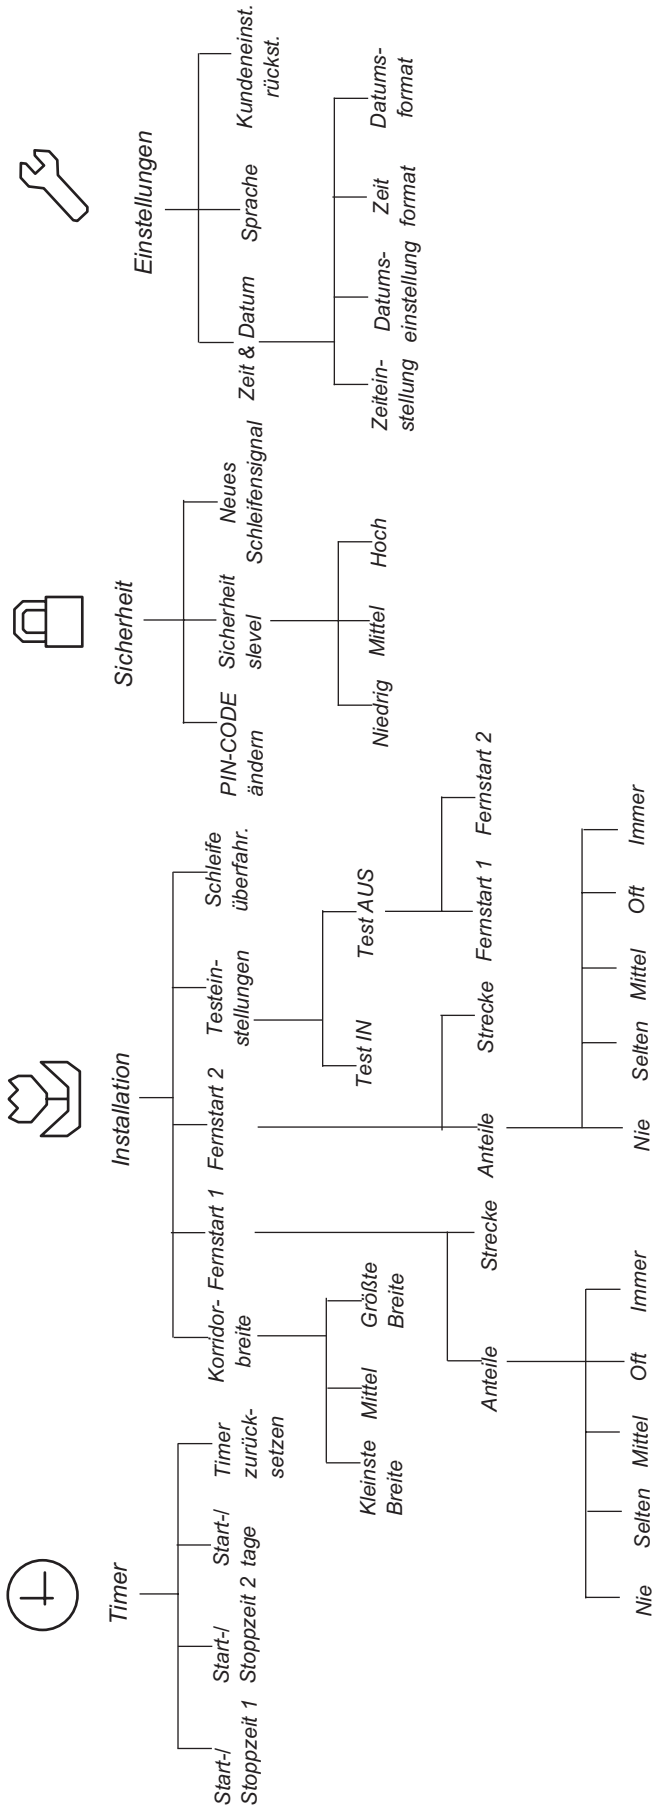 Timer
Start-/
Stoppzeit 1
Start-/
Stoppzeit 2
Start-/
tage
Timer
zurück-
setzen
Installation
Korridor-
breite
Kleinste
Breite
Mittel
Größte
Breite
Fernstart 1
Anteile
Nie
Selten
Mittel
Oft
Immer
Strecke
Fernstart 2
Anteile
Nie
Selten
Mittel
Oft
Immer
Strecke
Testein-
stellungen
Test IN
Test AUS
Fernstart 1
Fernstart 2
Schleife
überfahr.
Sicherheit
PIN-CODE
ändern
Sicherheit
slevel
Niedrig
Mittel
Hoch
Neues
Schleifensignal
Einstellungen
Zeit & Datum
Zeitein-
stellung
Datums-
einstellung
Zeit
format
Datums-
format
Sprache
Kundeneinst.
rückst.